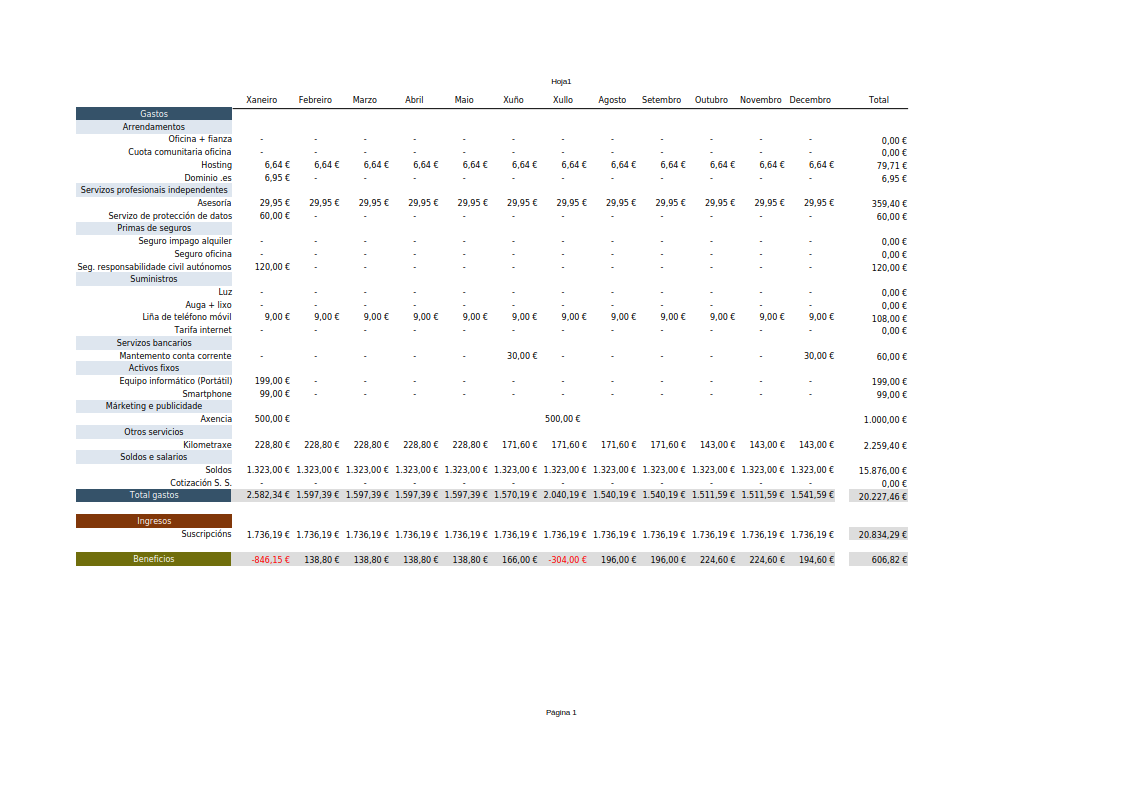 Hoja1
Xaneiro Febreiro Marzo Abril Maio Xuño Xullo Agosto Setembro Outubro Novembro Decembro Total
Gastos
Arrendamentos
Oficina + fianza - - - - - - - - - - - - 0,00 €
Cuota comunitaria oficina - - - - - - - - - - - - 0,00 €
Hosting 6,64 € 6,64 € 6,64 € 6,64 € 6,64 € 6,64 € 6,64 € 6,64 € 6,64 € 6,64 € 6,64 € 6,64 € 79,71 €
Dominio .es 6,95 € - - - - - - - - - - - 6,95 €
Servizos profesionais independentes
Asesoría 29,95 € 29,95 € 29,95 € 29,95 € 29,95 € 29,95 € 29,95 € 29,95 € 29,95 € 29,95 € 29,95 € 29,95 € 359,40 €
Servizo de protección de datos 60,00 € - - - - - - - - - - - 60,00 €
Primas de seguros
Seguro impago alquiler - - - - - - - - - - - - 0,00 €
Seguro oficina - - - - - - - - - - - - 0,00 €
Seg. responsabilidade civil autónomos 120,00 € - - - - - - - - - - - 120,00 €
Suministros
Luz - - - - - - - - - - - - 0,00 €
Auga + lixo - - - - - - - - - - - - 0,00 €
Liña de teléfono móvil 9,00 € 9,00 € 9,00 € 9,00 € 9,00 € 9,00 € 9,00 € 9,00 € 9,00 € 9,00 € 9,00 € 9,00 € 108,00 €
Tarifa internet - - - - - - - - - - - - 0,00 €
Servizos bancarios
Mantemento conta corrente - - - - - 30,00 € - - - - - 30,00 € 60,00 €
Activos fixos
Equipo informático (Portátil) 199,00 € - - - - - - - - - - - 199,00 €
Smartphone 99,00 € - - - - - - - - - - - 99,00 €
Márketing e publicidade
Axencia 500,00 € 500,00 € 1.000,00 €
Otros servicios
Kilometraxe 228,80 € 228,80 € 228,80 € 228,80 € 228,80 € 171,60 € 171,60 € 171,60 € 171,60 € 143,00 € 143,00 € 143,00 € 2.259,40 €
Soldos e salarios
Soldos 1.323,00 € 1.323,00 € 1.323,00 € 1.323,00 € 1.323,00 € 1.323,00 € 1.323,00 € 1.323,00 € 1.323,00 € 1.323,00 € 1.323,00 € 1.323,00 € 15.876,00 €
Cotización S. S. - - - - - - - - - - - - 0,00 €
Total gastos 2.582,34 € 1.597,39 € 1.597,39 € 1.597,39 € 1.597,39 € 1.570,19 € 2.040,19 € 1.540,19 € 1.540,19 € 1.511,59 € 1.511,59 € 1.541,59 € 20.227,46 €
Ingresos
Suscripcións 1.736,19 € 1.736,19 € 1.736,19 € 1.736,19 € 1.736,19 € 1.736,19 € 1.736,19 € 1.736,19 € 1.736,19 € 1.736,19 € 1.736,19 € 1.736,19 € 20.834,29 €
Beneficios -846,15 € 138,80 € 138,80 € 138,80 € 138,80 € 166,00 € -304,00 € 196,00 € 196,00 € 224,60 € 224,60 € 194,60 € 606,82 €
Página 1